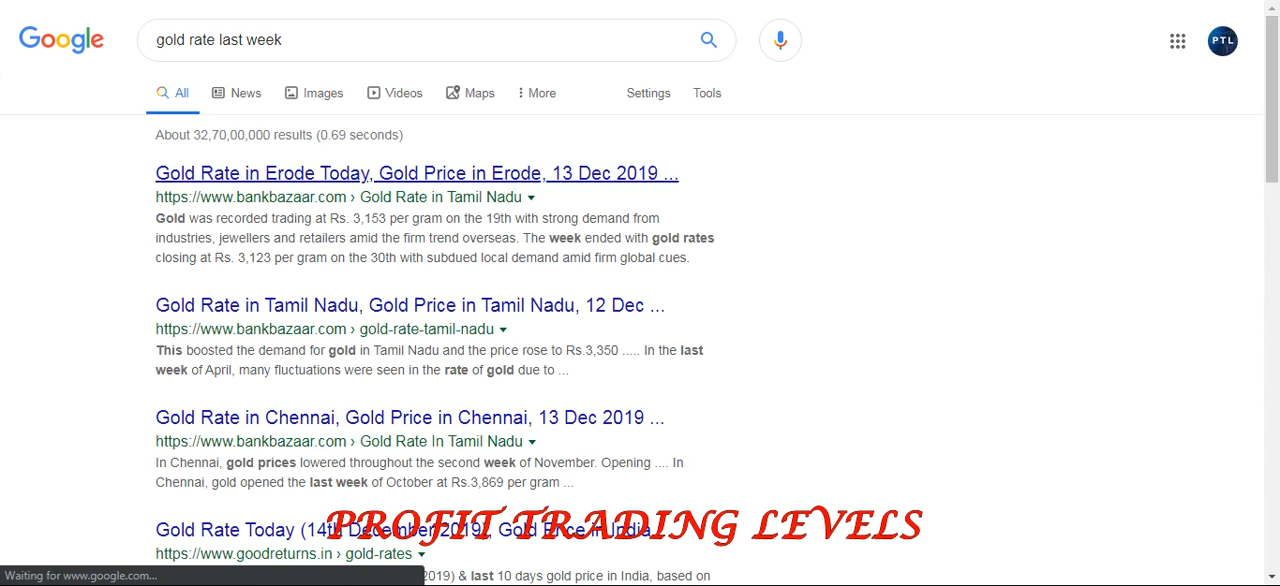 Google
gold rate last week
PTL
All News Images Videos Maps More Settings Tools
About 32,70,00,000 results (0.69 seconds)
Gold Rate in Erode Today, Gold Price in Erode, 13 Dec 2019 ...
https://www.bankbazaar.com › Gold Rate in Tamil Nadu
Gold was recorded trading at Rs. 3,153 per gram on the 19th with strong demand from
industries, jewellers and retailers amid the firm trend overseas. The week ended with gold rates
closing at Rs. 3,123 per gram on the 30th with subdued local demand amid firm global cues.
Gold Rate in Tamil Nadu, Gold Price in Tamil Nadu, 12 Dec ...
https://www.bankbazaar.com › gold-rate-tamil-nadu
This boosted the demand for gold in Tamil Nadu and the price rose to Rs.3,350 ..... In the last
week of April, many fluctuations were seen in the rate of gold due to ...
Gold Rate in Chennai, Gold Price in Chennai, 13 Dec 2019 ...
https://www.bankbazaar.com › Gold Rate In Tamil Nadu
In Chennai, gold prices lowered throughout the second week of November. Opening .... In
Chennai, gold opened the last week of October at Rs.3,869 per gram ...
Gold Rate Today (14th December 2019), Gold Price in India
PROFIT TRADING LEVELS
https://www.goodreturns.in › gold-rates
2019) & last 10 days gold price in India, based on
Waiting for www.google.com...